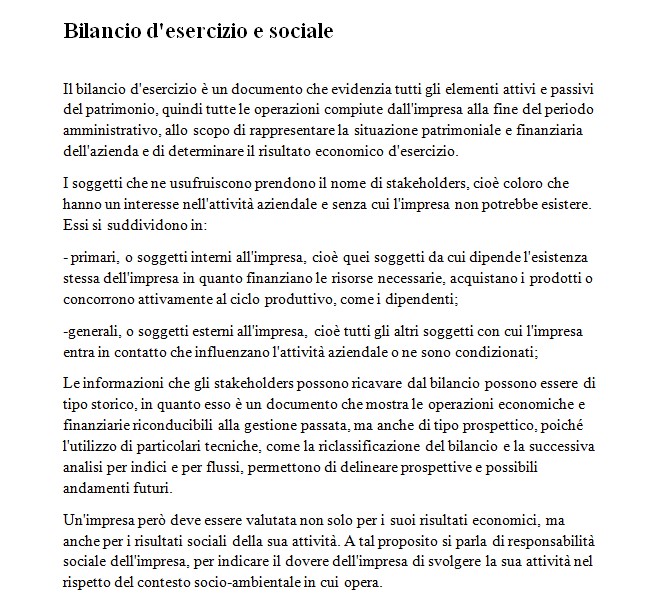 Bilancio d'esercizio e sociale
Il bilancio d'esercizio è un documento che evidenzia tutti gli elementi attivi e passivi
del patrimonio, quindi tutte le operazioni compiute dall'impresa alla fine del periodo
amministrativo, allo scopo di rappresentare la situazione patrimoniale e finanziaria
dell'azienda e di determinare il risultato economico d'esercizio.
I soggetti che ne usufruiscono prendono il nome di stakeholders, cioè coloro che
hanno un interesse nell'attività aziendale e senza cui l'impresa non potrebbe esistere.
Essi si suddividono in:
- primari, o soggetti interni all'impresa, cioè quei soggetti da cui dipende l'esistenza
stessa dell'impresa in quanto finanziano le risorse necessarie, acquistano i prodotti o
concorrono attivamente al ciclo produttivo, come i dipendenti;
-generali, o soggetti esterni all'impresa, cioè tutti gli altri soggetti con cui l'impresa
entra in contatto che influenzano l'attività aziendale o ne sono condizionati;
Le informazioni che gli stakeholders possono ricavare dal bilancio possono essere di
tipo storico, in quanto esso è un documento che mostra le operazioni economiche e
finanziarie riconducibili alla gestione passata, ma anche di tipo prospettico, poiché
l'utilizzo di particolari tecniche, come la riclassificazione del bilancio e la successiva
analisi per indici e per flussi, permettono di delineare prospettive e possibili
andamenti futuri.
Un'impresa però deve essere valutata non solo per i suoi risultati economici, ma
anche per i risultati sociali della sua attività. A tal proposito si parla di responsabilità
sociale dell'impresa, per indicare il dovere dell'impresa di svolgere la sua attività nel
rispetto del contesto socio-ambientale in cui opera.